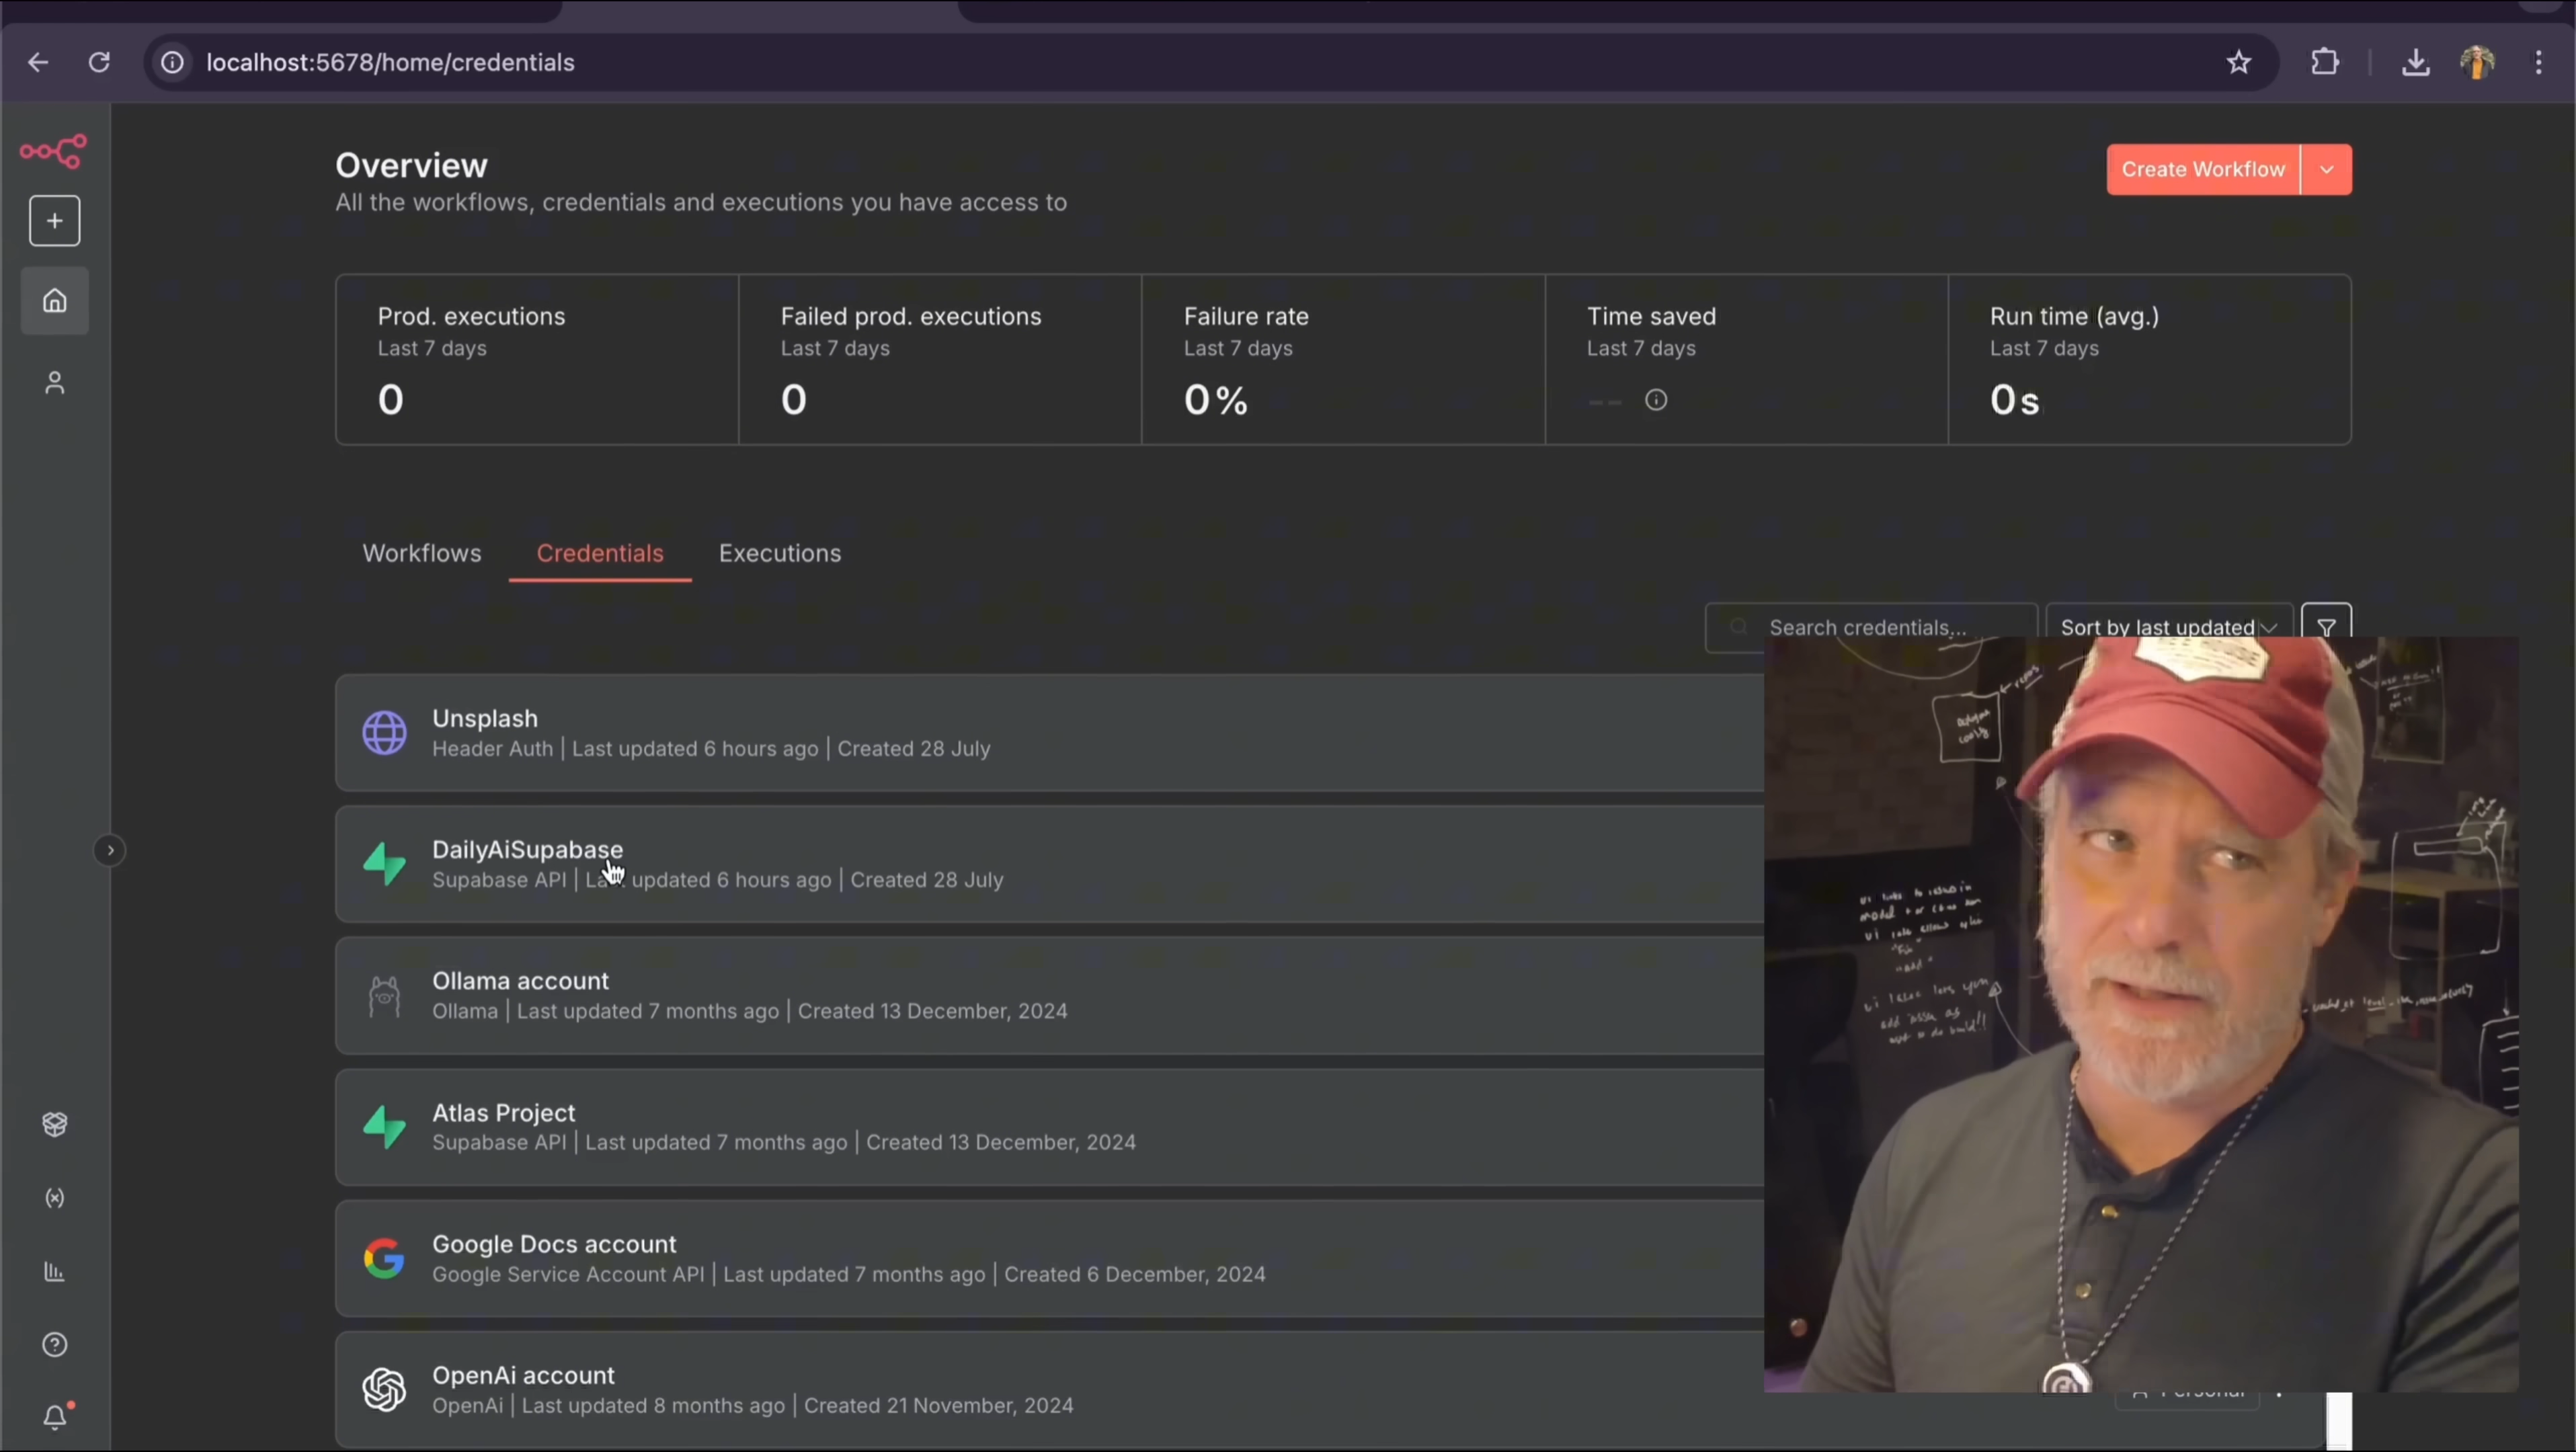 localhost:5678/home/credentials
Overview
Create Workflow
All the workflows, credentials and executions you have access to
Prod. executions
Last 7 days
0
Failed prod. executions
Last 7 days
0
Failure rate
Last 7 days
0%
Time saved
Last 7 days
--
Run time (avg.)
Last 7 days
0s
Workflows
Credentials
Executions
Search credentials...
Sort by last updated
Unsplash
Header Auth | Last updated 6 hours ago | Created 28 July
DailyAiSupabase
Supabase API | Last updated 6 hours ago | Created 28 July
Ollama account
Ollama | Last updated 7 months ago | Created 13 December, 2024
Atlas Project
Supabase API | Last updated 7 months ago | Created 13 December, 2024
Google Docs account
Google Service Account API | Last updated 7 months ago | Created 6 December, 2024
OpenAi account
OpenAi | Last updated 8 months ago | Created 21 November, 2024
Personal